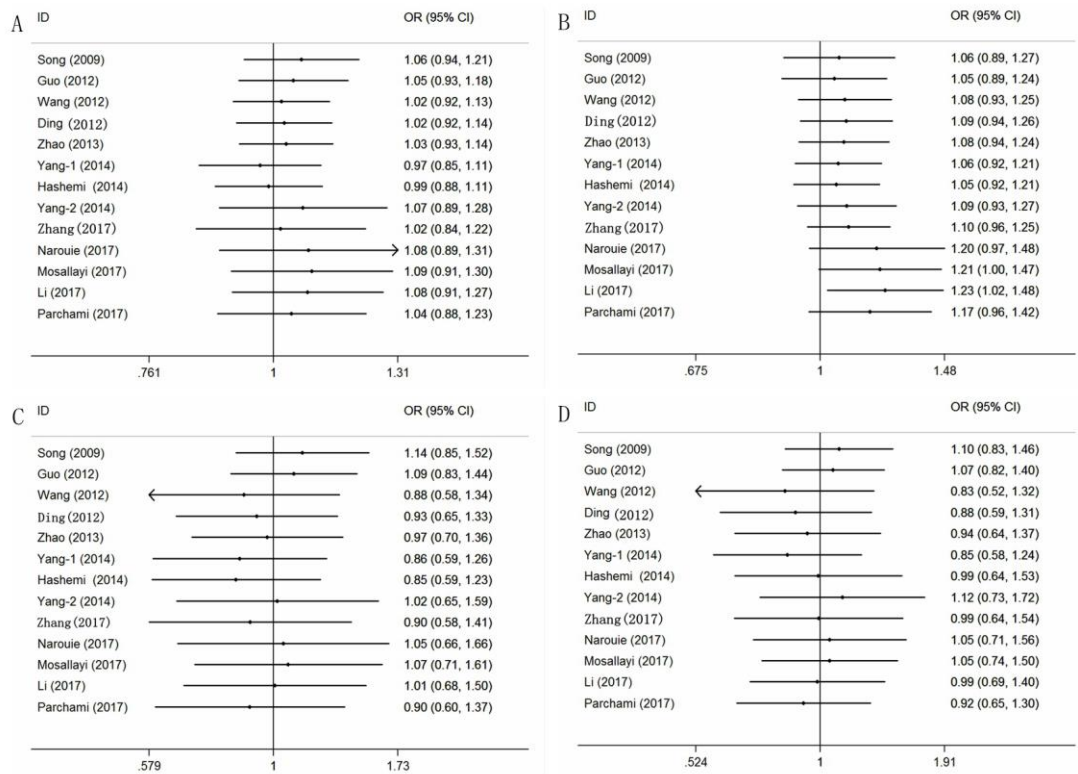 A
ID OR (95% CI)
Song (2009) 1.06 (0.94, 1.21)
Guo (2012) 1.05 (0.93, 1.18)
Wang (2012) 1.02 (0.92, 1.13)
Ding (2012) 1.02 (0.92, 1.14)
Zhao (2013) 1.03 (0.93, 1.14)
Yang-1 (2014) 0.97 (0.85, 1.11)
Hashemi (2014) 0.99 (0.88, 1.11)
Yang-2 (2014) 1.07 (0.89, 1.28)
Zhang (2017) 1.02 (0.84, 1.22)
Narouie (2017) 1.08 (0.89, 1.31)
Mosallayi (2017) 1.09 (0.91, 1.30)
Li (2017) 1.08 (0.91, 1.27)
Parchami (2017) 1.04 (0.88, 1.23)
.761 1 1.31
B
ID OR (95% CI)
Song (2009) 1.06 (0.89, 1.27)
Guo (2012) 1.05 (0.89, 1.24)
Wang (2012) 1.08 (0.93, 1.25)
Ding (2012) 1.09 (0.94, 1.26)
Zhao (2013) 1.08 (0.94, 1.24)
Yang-1 (2014) 1.06 (0.92, 1.21)
Hashemi (2014) 1.05 (0.92, 1.21)
Yang-2 (2014) 1.09 (0.93, 1.27)
Zhang (2017) 1.10 (0.96, 1.25)
Narouie (2017) 1.20 (0.97, 1.48)
Mosallayi (2017) 1.21 (1.00, 1.47)
Li (2017) 1.23 (1.02, 1.48)
Parchami (2017) 1.17 (0.96, 1.42)
.675 1 1.48
C
ID OR (95% CI)
Song (2009) 1.14 (0.85, 1.52)
Guo (2012) 1.09 (0.83, 1.44)
Wang (2012) 0.88 (0.58, 1.34)
Ding (2012) 0.93 (0.65, 1.33)
Zhao (2013) 0.97 (0.70, 1.36)
Yang-1 (2014) 0.86 (0.59, 1.26)
Hashemi (2014) 0.85 (0.59, 1.23)
Yang-2 (2014) 1.02 (0.65, 1.59)
Zhang (2017) 0.90 (0.58, 1.41)
Narouie (2017) 1.05 (0.66, 1.66)
Mosallayi (2017) 1.07 (0.71, 1.61)
Li (2017) 1.01 (0.68, 1.50)
Parchami (2017) 0.90 (0.60, 1.37)
.579 1 1.73
D
ID OR (95% CI)
Song (2009) 1.10 (0.83, 1.46)
Guo (2012) 1.07 (0.82, 1.40)
Wang (2012) 0.83 (0.52, 1.32)
Ding (2012) 0.88 (0.59, 1.31)
Zhao (2013) 0.94 (0.64, 1.37)
Yang-1 (2014) 0.85 (0.58, 1.24)
Hashemi (2014) 0.99 (0.64, 1.53)
Yang-2 (2014) 1.12 (0.73, 1.72)
Zhang (2017) 0.99 (0.64, 1.54)
Narouie (2017) 1.05 (0.71, 1.56)
Mosallayi (2017) 1.05 (0.74, 1.50)
Li (2017) 0.99 (0.69, 1.40)
Parchami (2017) 0.92 (0.65, 1.30)
.524 1 1.91